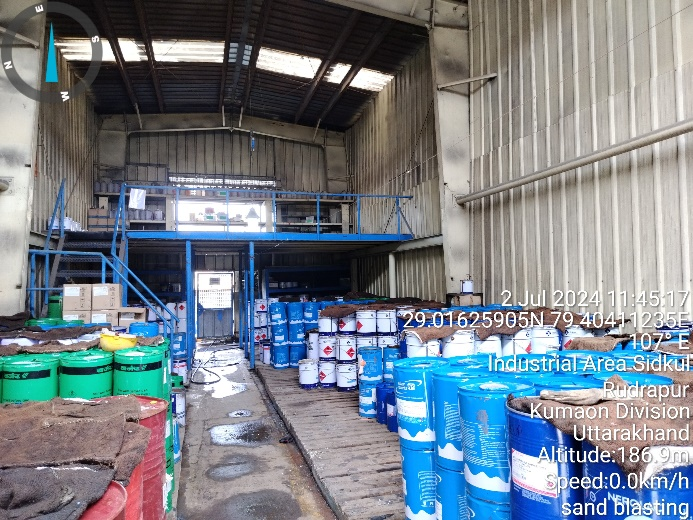 E
N
S
W
2 Jul 2024 11:45:17
29.01625905N 79.40411235E
107° E
Industrial Area Sidkul
Rudrapur
Kumaon Division
Uttarakhand
Altitude:186.9m
Speed:0.0km/h
sand blasting